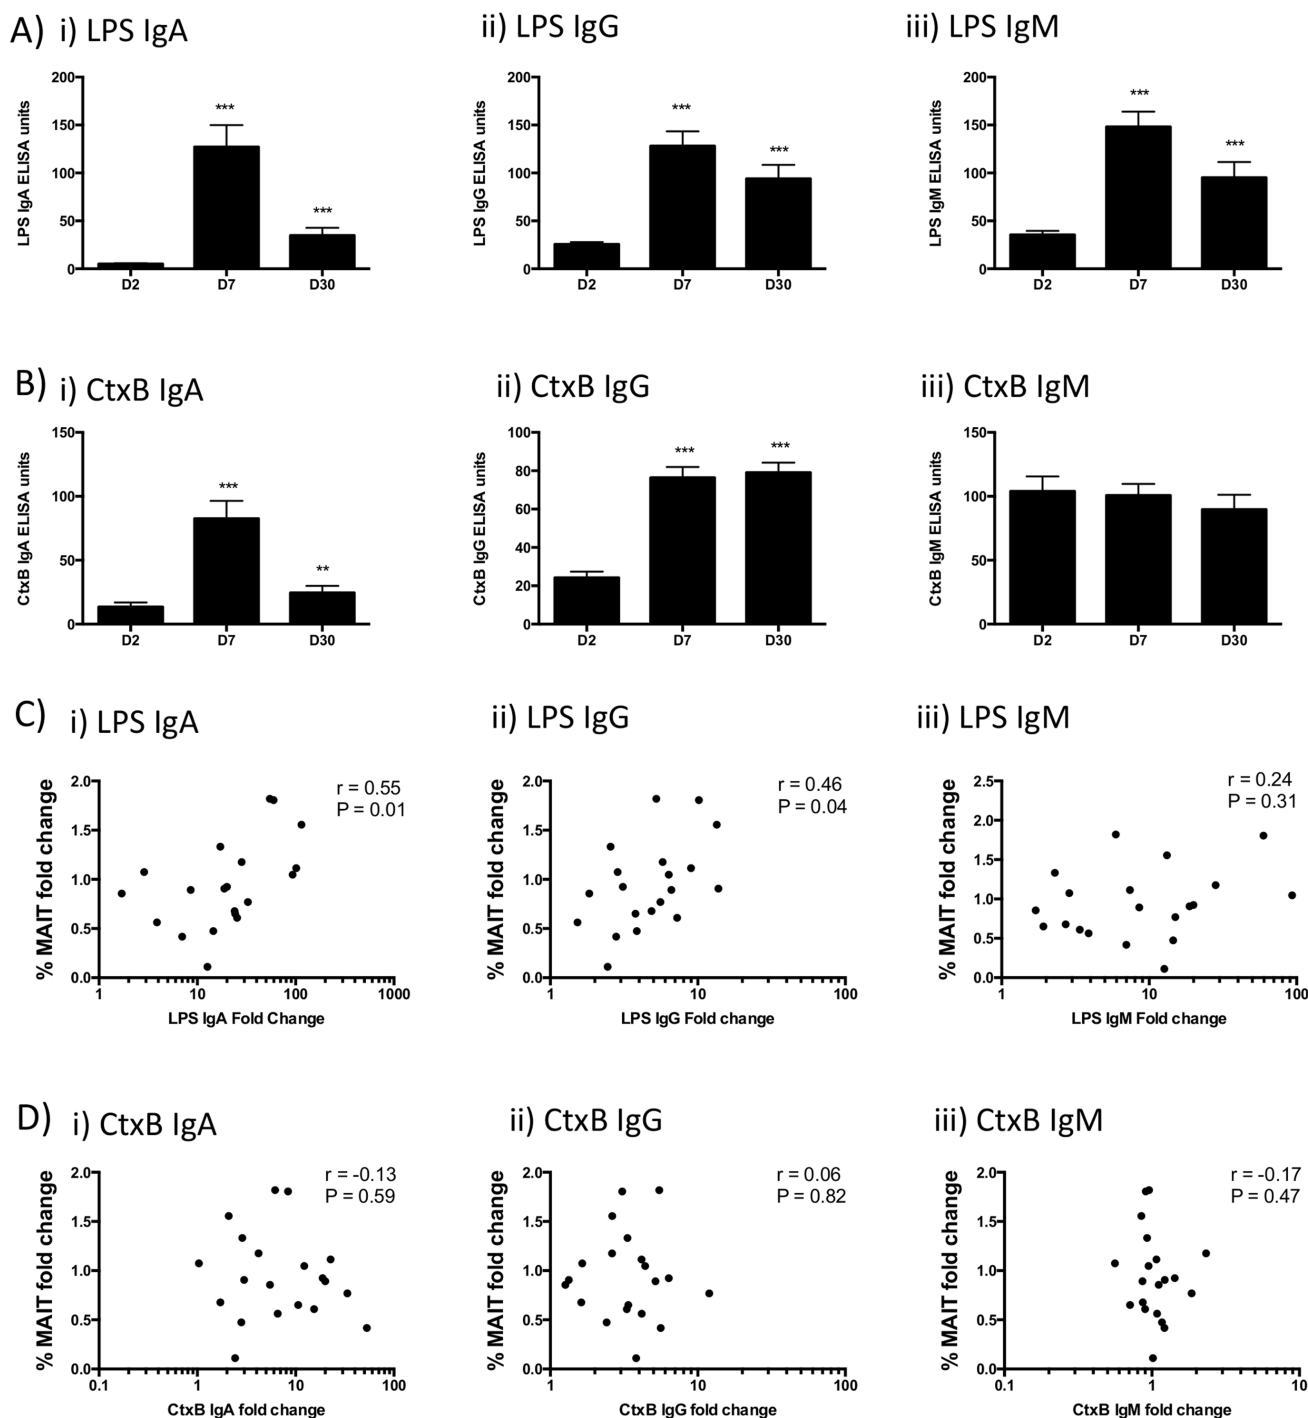 A) i) LPS IgA
ii) LPS IgG
iii) LPS IgM
LPS IgA ELISA units
200
150
100
50
0
***
***
D2 D7 D30
LPS IgG ELISA units
200
150
100
50
0
***
***
D2 D7 D30
LPS IgM ELISA units
200
150
100
50
0
***
***
D2 D7 D30
B) i) CtxB IgA
ii) CtxB IgG
iii) CtxB IgM
CtxB IgA ELISA units
150
100
50
0
***
**
D2 D7 D30
CtxB IgG ELISA units
100
80
60
40
20
0
***
***
D2 D7 D30
CtxB IgM ELISA units
150
100
50
0
D2 D7 D30
C) i) LPS IgA
ii) LPS IgG
iii) LPS IgM
% MAIT fold change
2.0
1.5
1.0
0.5
0.0
r = 0.55
P = 0.01
1 10 100 1000
LPS IgA Fold Change
% MAIT fold change
2.0
1.5
1.0
0.5
0.0
r = 0.46
P = 0.04
1 10 100
LPS IgG Fold change
% MAIT fold change
2.5
2.0
1.5
1.0
0.5
0.0
r = 0.24
P = 0.31
1 10 100
LPS IgM Fold change
D) i) CtxB IgA
ii) CtxB IgG
iii) CtxB IgM
% MAIT fold change
2.0
1.5
1.0
0.5
0.0
r = -0.13
P = 0.59
0.1 1 10 100
CtxB IgA fold change
% MAIT fold change
2.0
1.5
1.0
0.5
0.0
r = 0.06
P = 0.82
1 10 100
CtxB IgG fold change
% MAIT fold change
2.0
1.5
1.0
0.5
0.0
r = -0.17
P = 0.47
0.1 1 10
CtxB IgM fold change